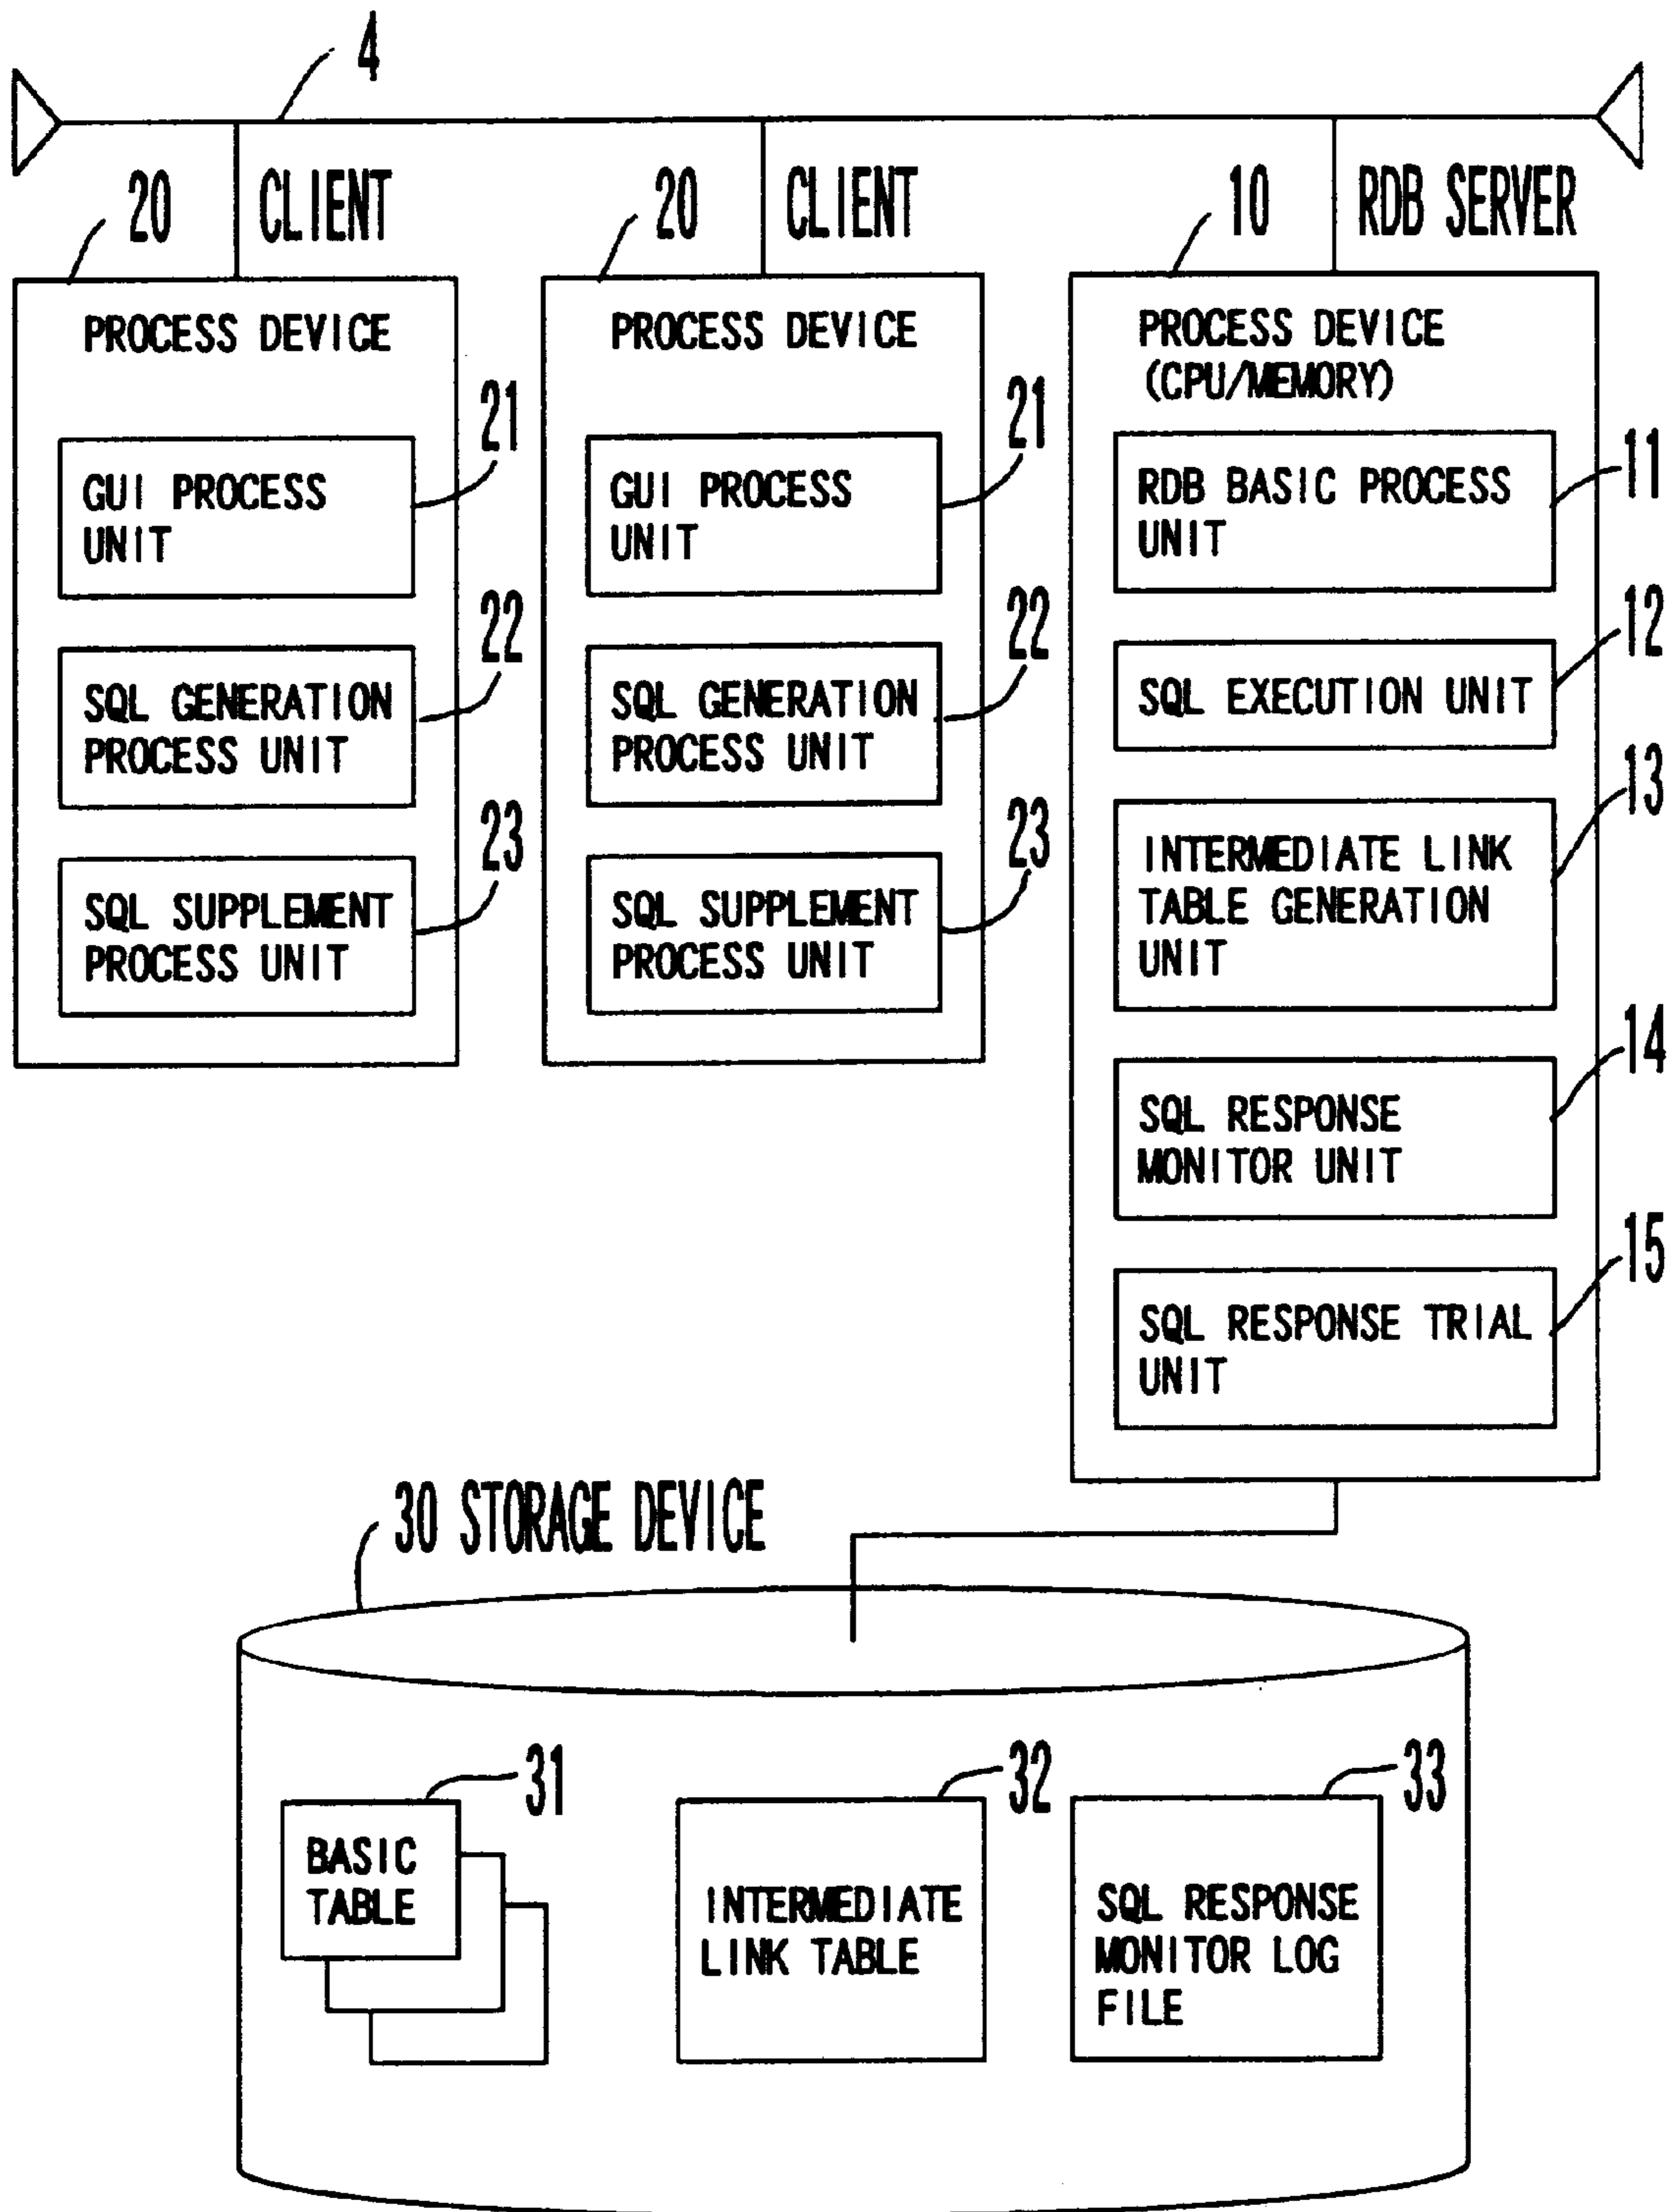 4
20 CLIENT
20 CLIENT
10 RDB SERVER
PROCESS DEVICE
21
GUI PROCESS
UNIT
22
SQL GENERATION
PROCESS UNIT
23
SQL SUPPLEMENT
PROCESS UNIT
PROCESS DEVICE
21
GUI PROCESS
UNIT
22
SQL GENERATION
PROCESS UNIT
23
SQL SUPPLEMENT
PROCESS UNIT
PROCESS DEVICE
(CPU/MEMORY)
11
RDB BASIC PROCESS
UNIT
12
SQL EXECUTION UNIT
13
INTERMEDIATE LINK
TABLE GENERATION
UNIT
14
SQL RESPONSE
MONITOR UNIT
15
SQL RESPONSE TRIAL
UNIT
30 STORAGE DEVICE
31
BASIC
TABLE
32
INTERMEDIATE
LINK TABLE
33
SQL RESPONSE
MONITOR LOG
FILE